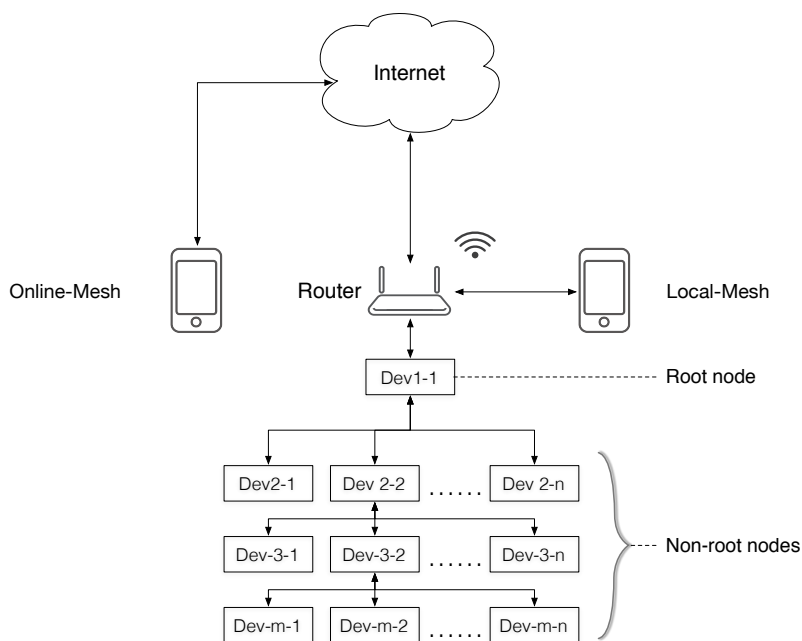 Internet
Online-Mesh
Router
Local-Mesh
Dev1-1
Root node
Dev2-1
Dev 2-2
......
Dev 2-n
Dev-3-1
Dev-3-2
......
Dev-3-n
Non-root nodes
Dev-m-1
Dev-m-2
......
Dev-m-n